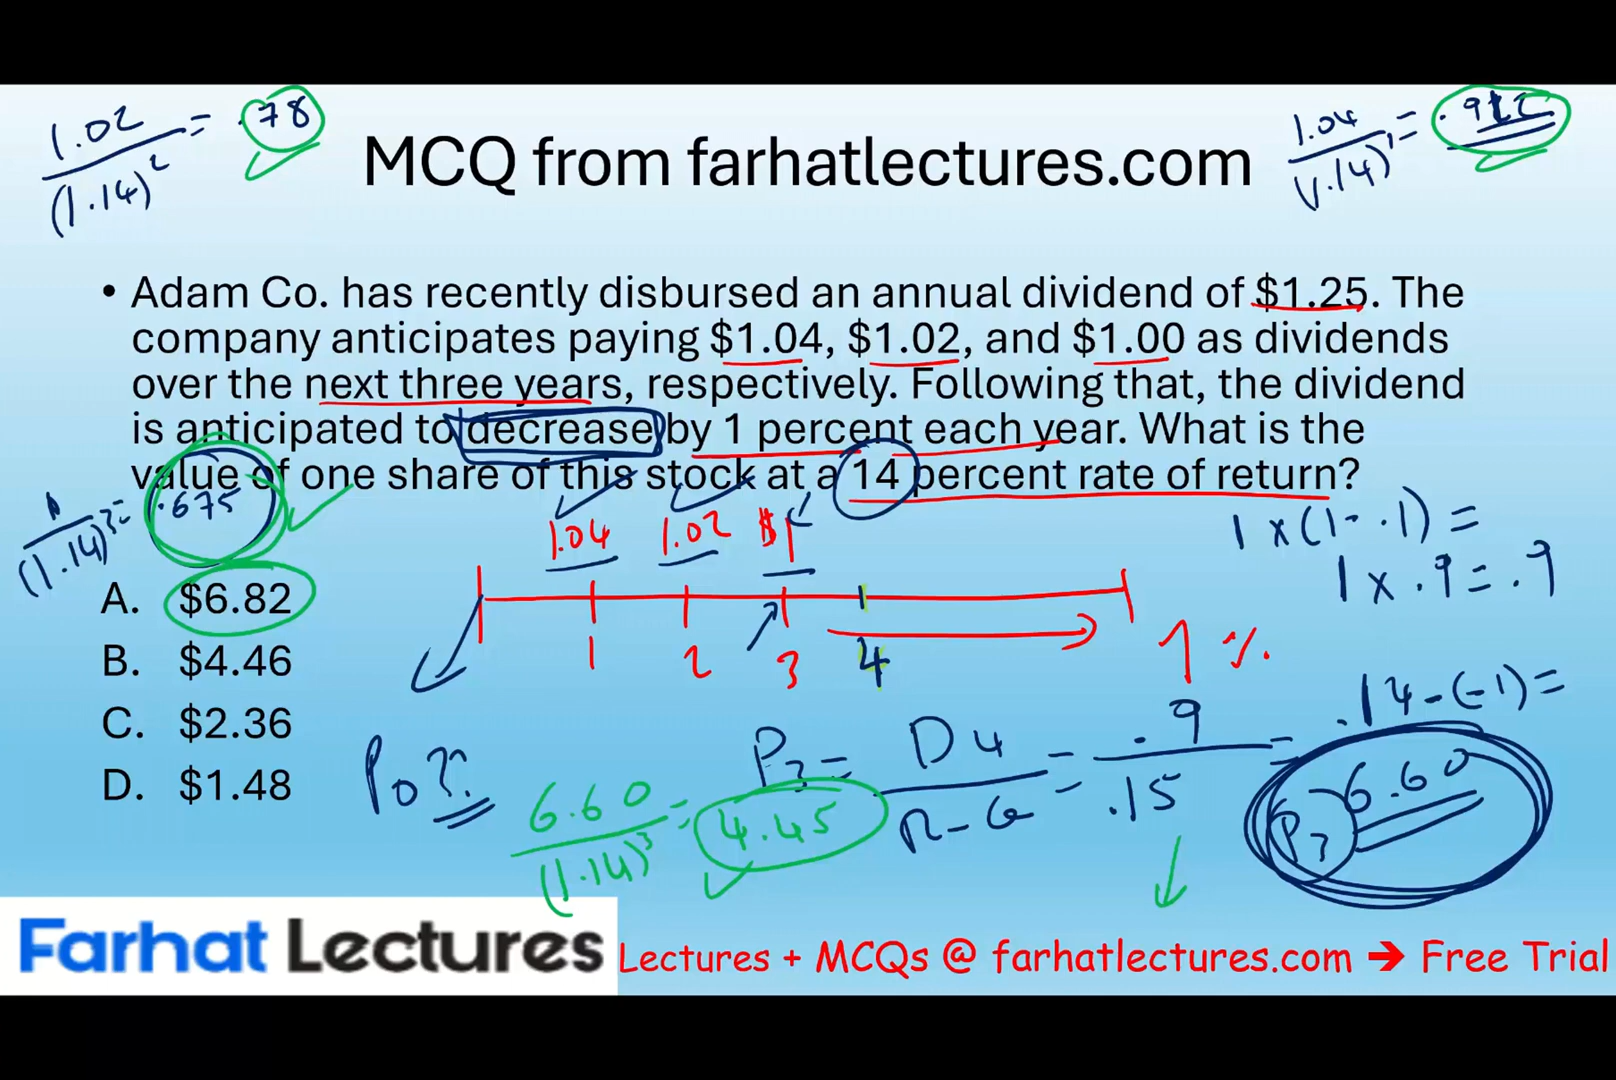 1.02 / (1.14)² = .78
1.04 / (1.14)¹ = .912
MCQ from farhatlectures.com
• Adam Co. has recently disbursed an annual dividend of $1.25. The
company anticipates paying $1.04, $1.02, and $1.00 as dividends
over the next three years, respectively. Following that, the dividend
is anticipated to decrease by 1 percent each year. What is the
value of one share of this stock at a 14 percent rate of return?
1 / (1.14)³ = .675
1.04 1.02 $1
1 x (1 - .1) =
1 x .9 = .9
A. $6.82
B. $4.46
C. $2.36
D. $1.48
1 2 3 4
1 %
.14 - (-1) =
P0??
P3 = D4 / R-G = .9 / .15 = 6.60
P3
6.60 / (1.14)³ = 4.45
Farhat Lectures
Lectures + MCQs @ farhatlectures.com ➔ Free Trial